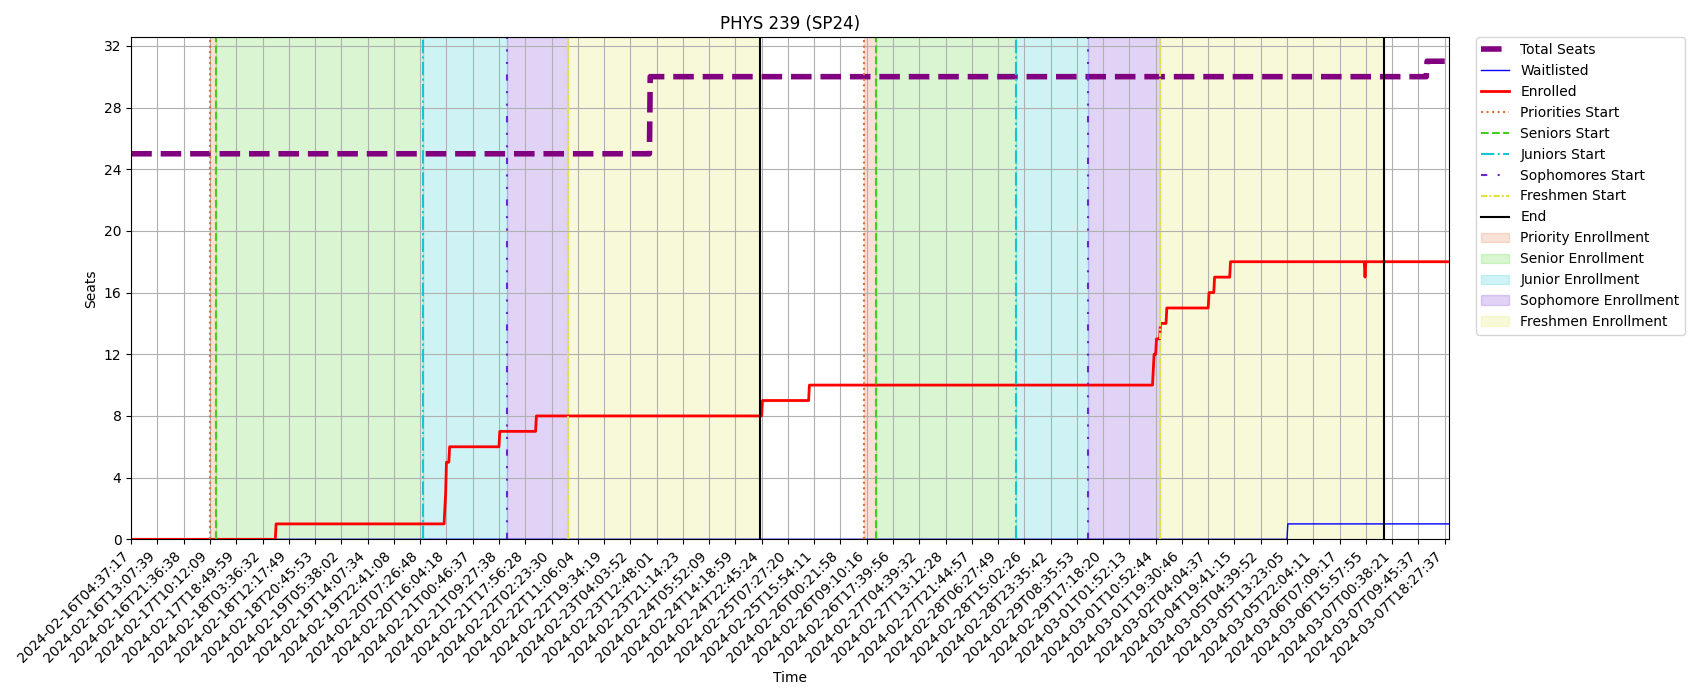 PHYS 239 (SP24)
32
28
24
20
16
12
8
4
0
Seats
2024-02-16T04:37:17
2024-02-16T13:07:39
2024-02-16T21:36:38
2024-02-17T10:12:09
2024-02-17T18:49:59
2024-02-18T03:36:32
2024-02-18T12:17:49
2024-02-18T20:45:53
2024-02-19T05:38:02
2024-02-19T14:07:34
2024-02-19T22:41:08
2024-02-20T07:26:48
2024-02-20T16:04:18
2024-02-21T00:46:37
2024-02-21T09:27:38
2024-02-21T17:56:28
2024-02-22T02:23:30
2024-02-22T11:06:04
2024-02-22T19:34:19
2024-02-23T04:03:52
2024-02-23T12:48:01
2024-02-23T21:14:23
2024-02-24T05:52:09
2024-02-24T14:18:59
2024-02-24T22:45:24
2024-02-25T07:27:20
2024-02-25T15:54:11
2024-02-26T00:21:58
2024-02-26T09:10:16
2024-02-26T17:39:56
2024-02-27T04:39:32
2024-02-27T13:12:28
2024-02-27T21:44:57
2024-02-28T06:27:49
2024-02-28T15:02:26
2024-02-28T23:35:42
2024-02-29T08:35:53
2024-02-29T17:18:20
2024-03-01T01:52:13
2024-03-01T10:52:44
2024-03-01T19:30:46
2024-03-02T04:04:37
2024-03-04T19:41:15
2024-03-05T04:39:52
2024-03-05T13:23:05
2024-03-05T22:04:11
2024-03-06T07:09:17
2024-03-06T15:57:55
2024-03-07T00:38:21
2024-03-07T09:45:37
2024-03-07T18:27:37
Time
Total Seats
Waitlisted
Enrolled
Priorities Start
Seniors Start
Juniors Start
Sophomores Start
Freshmen Start
End
Priority Enrollment
Senior Enrollment
Junior Enrollment
Sophomore Enrollment
Freshmen Enrollment